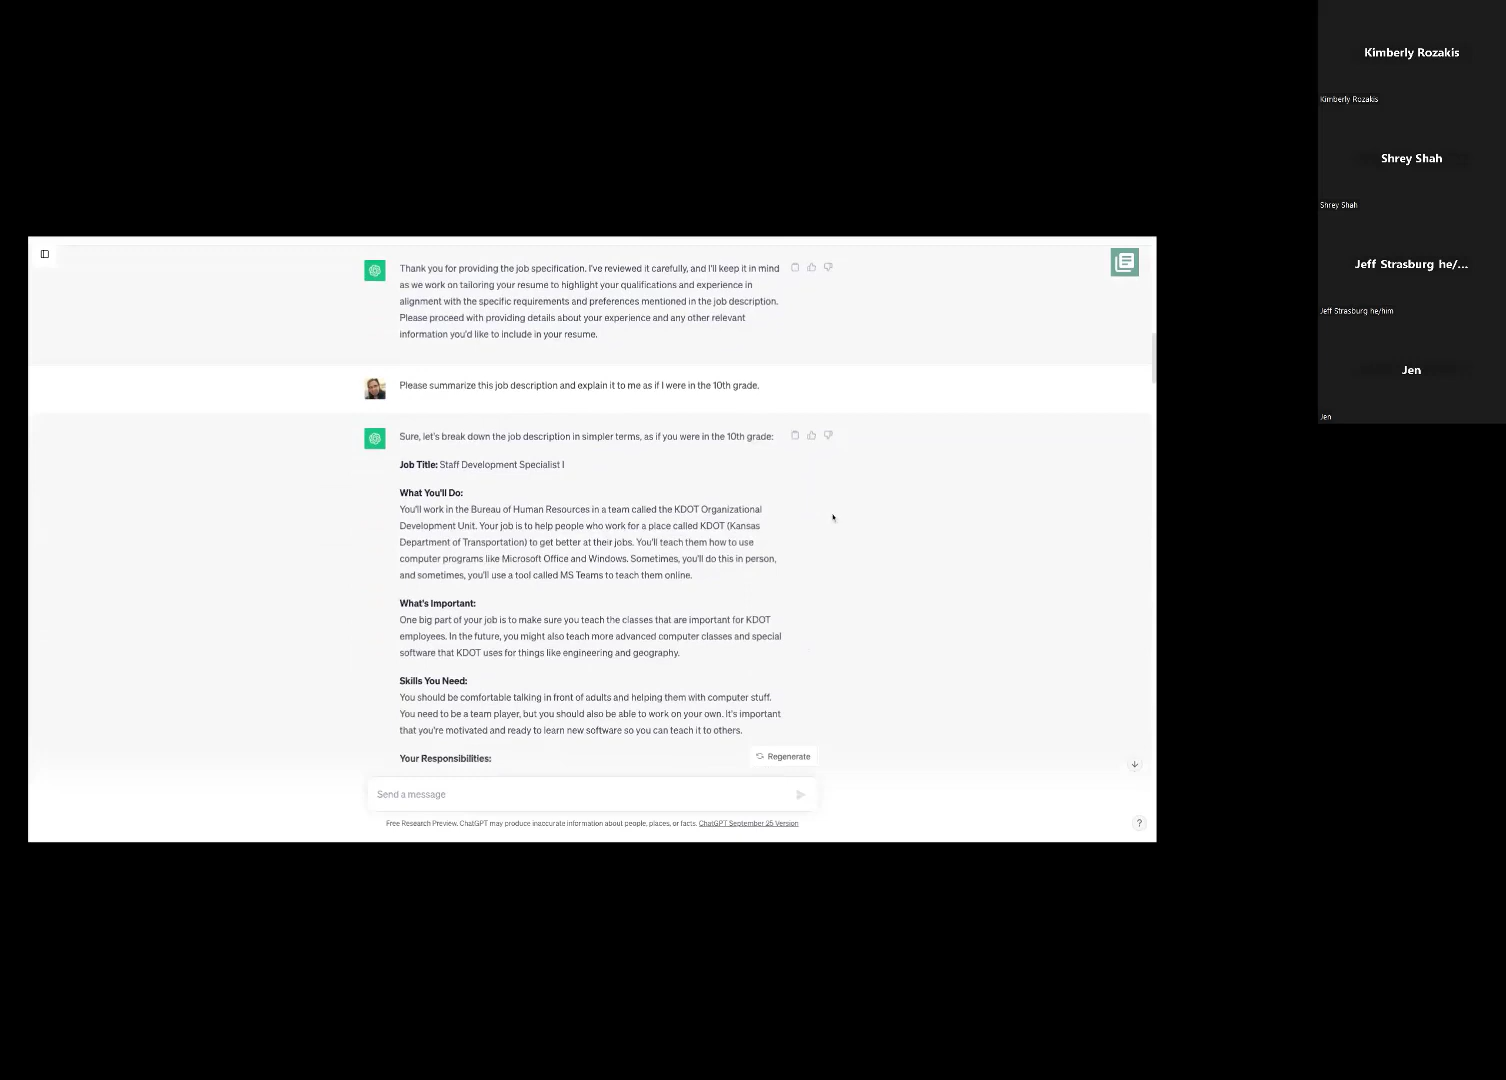 Kimberly Rozakis
Kimberly Rozakis
Shrey Shah
Shrey Shah
Jeff Strasburg he/...
Jeff Strasburg he/him
Jen
Jen
Thank you for providing the job specification. I've reviewed it carefully, and I'll keep it in mind
as we work on tailoring your resume to highlight your qualifications and experience in
alignment with the specific requirements and preferences mentioned in the job description.
Please proceed with providing details about your experience and any other relevant
information you'd like to include in your resume.
Please summarize this job description and explain it to me as if I were in the 10th grade.
Sure, let's break down the job description in simpler terms, as if you were in the 10th grade:
Job Title: Staff Development Specialist I
What You'll Do:
You'll work in the Bureau of Human Resources in a team called the KDOT Organizational
Development Unit. Your job is to help people who work for a place called KDOT (Kansas
Department of Transportation) to get better at their jobs. You'll teach them how to use
computer programs like Microsoft Office and Windows. Sometimes, you'll do this in person,
and sometimes, you'll use a tool called MS Teams to teach them online.
What's Important:
One big part of your job is to make sure you teach the classes that are important for KDOT
employees. In the future, you might also teach more advanced computer classes and special
software that KDOT uses for things like engineering and geography.
Skills You Need:
You should be comfortable talking in front of adults and helping them with computer stuff.
You need to be a team player, but you should also be able to work on your own. It's important
that you're motivated and ready to learn new software so you can teach it to others.
Your Responsibilities:
Regenerate
Send a message
Free Research Preview. ChatGPT may produce inaccurate information about people, places, or facts. ChatGPT September 25 Version
?